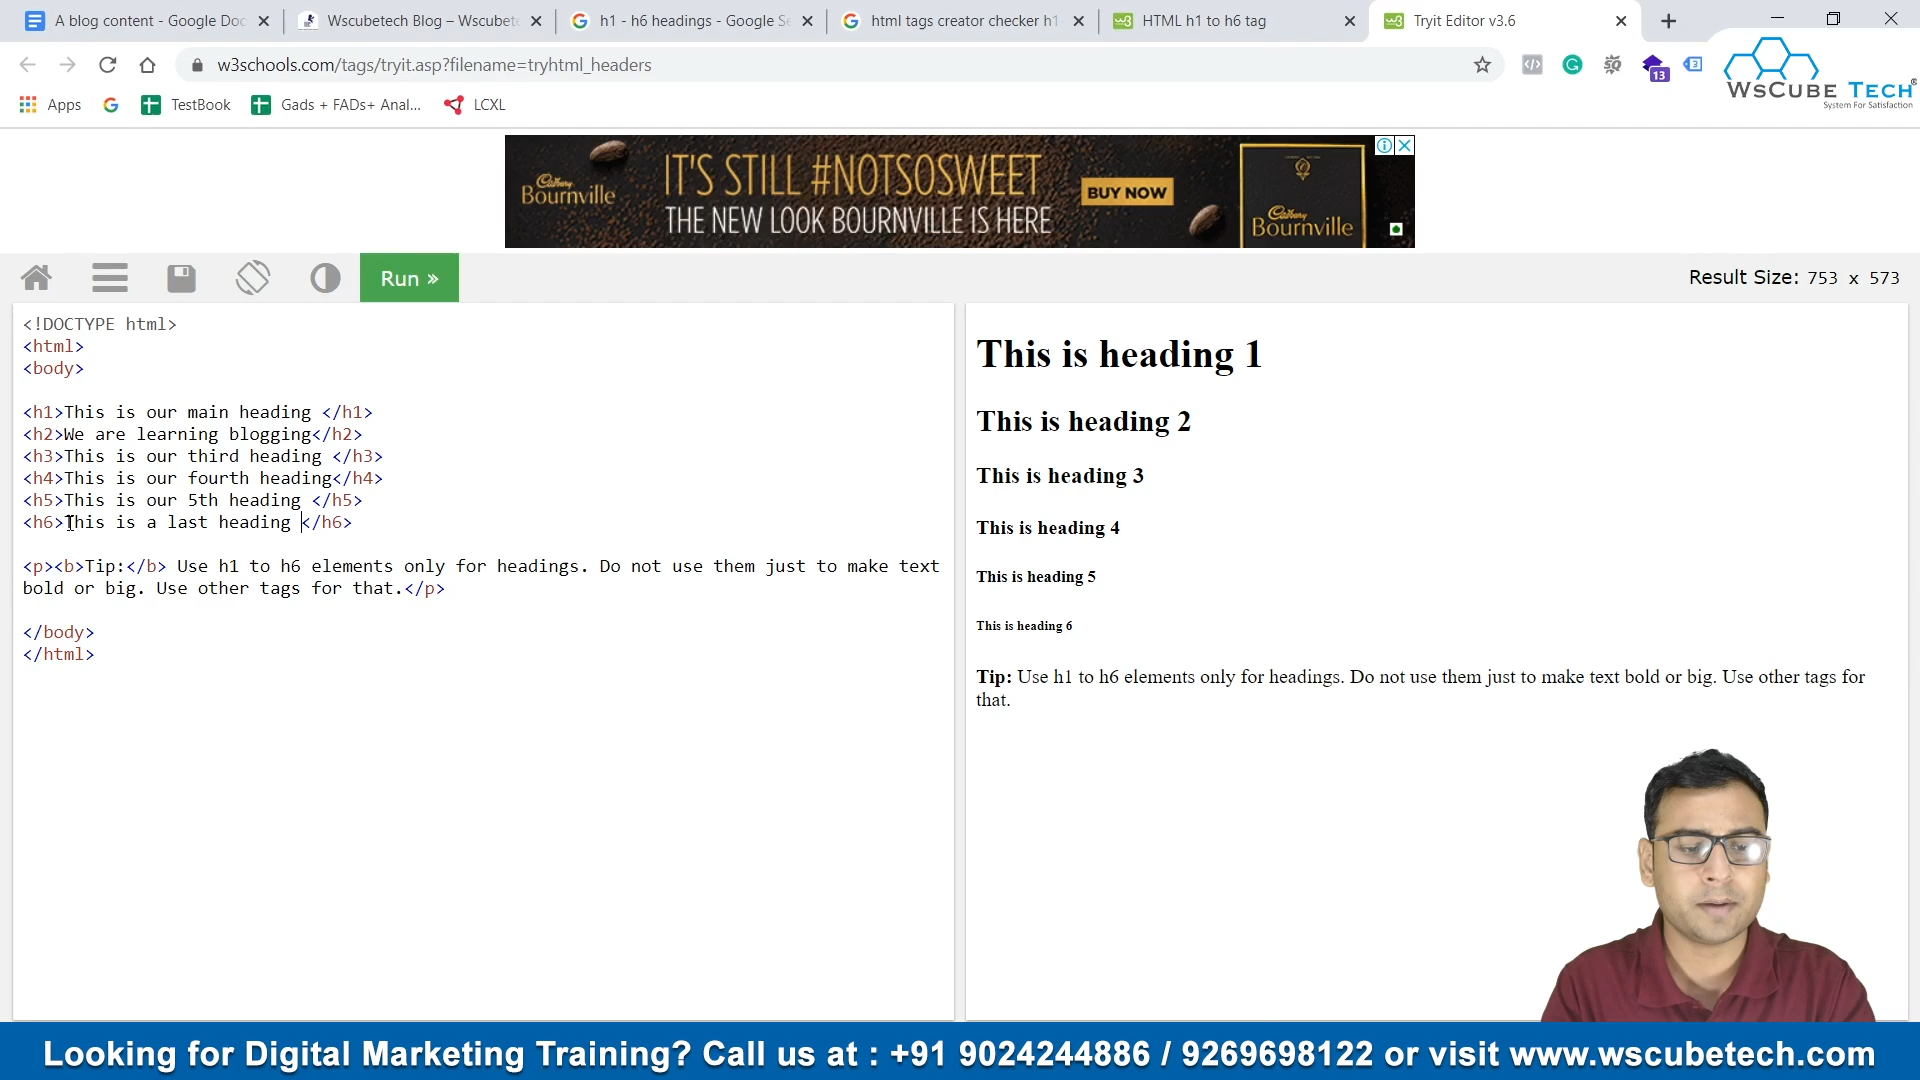 A blog content - Google Doc
Wscubetech Blog – Wscubete
h1 - h6 headings - Google Se
html tags creator checker h1
HTML h1 to h6 tag
Tryit Editor v3.6
w3schools.com/tags/tryit.asp?filename=tryhtml_headers
13
3
WsCube Tech®
System For Satisfaction
Apps
TestBook
Gads + FADs+ Anal...
LCXL
Cadbury
Bournville
IT'S STILL #NOTSOSWEET
THE NEW LOOK BOURNVILLE IS HERE
BUY NOW
Cadbury
Bournville
Run »
Result Size: 753 x 573
<!DOCTYPE html>
<html>
<body>
<h1>This is our main heading </h1>
<h2>We are learning blogging</h2>
<h3>This is our third heading </h3>
<h4>This is our fourth heading</h4>
<h5>This is our 5th heading </h5>
<h6>This is a last heading </h6>
<p><b>Tip:</b> Use h1 to h6 elements only for headings. Do not use them just to make text
bold or big. Use other tags for that.</p>
</body>
</html>
This is heading 1
This is heading 2
This is heading 3
This is heading 4
This is heading 5
This is heading 6
Tip: Use h1 to h6 elements only for headings. Do not use them just to make text bold or big. Use other tags for
that.
Looking for Digital Marketing Training? Call us at : +91 9024244886 / 9269698122 or visit www.wscubetech.com